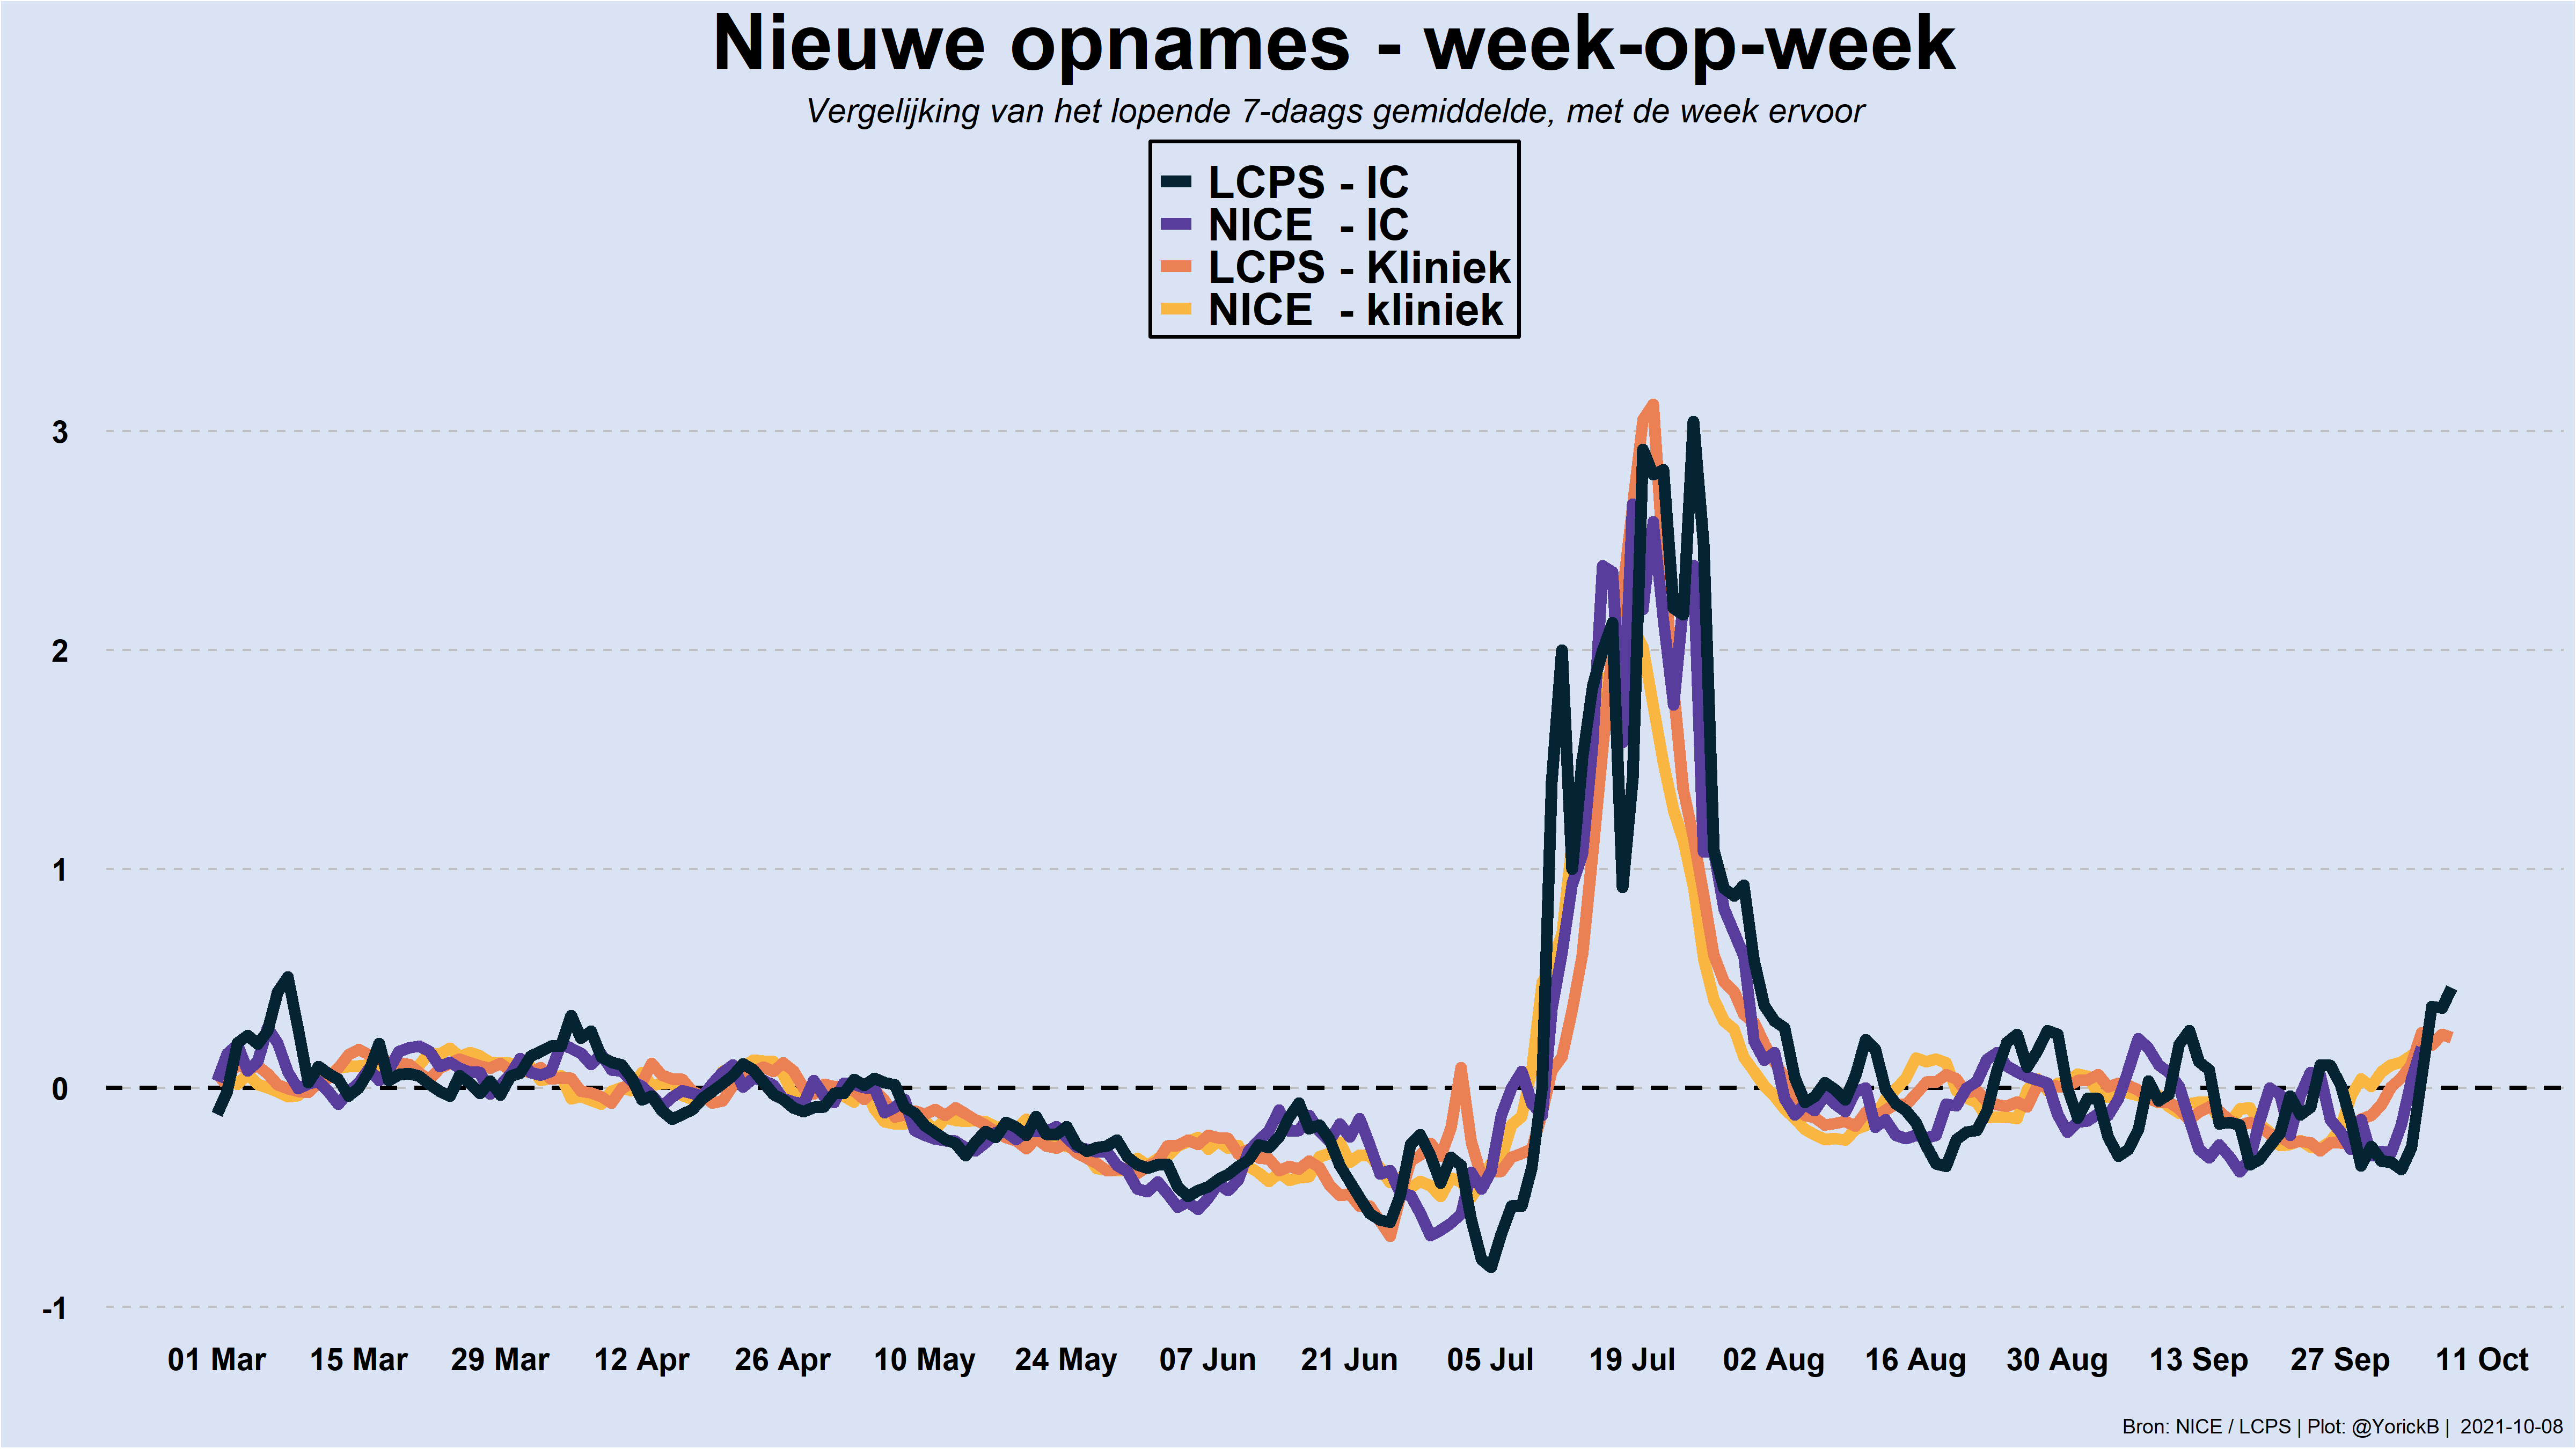 Nieuwe opnames - week-op-week
Vergelijking van het lopende 7-daags gemiddelde, met de week ervoor
LCPS - IC
NICE - IC
LCPS - Kliniek
NICE - kliniek
3
2
1
0
-1
01 Mar 15 Mar 29 Mar 12 Apr 26 Apr 10 May 24 May 07 Jun 21 Jun 05 Jul 19 Jul 02 Aug 16 Aug 30 Aug 13 Sep 27 Sep 11 Oct
Bron: NICE / LCPS | Plot: @YorickB | 2021-10-08